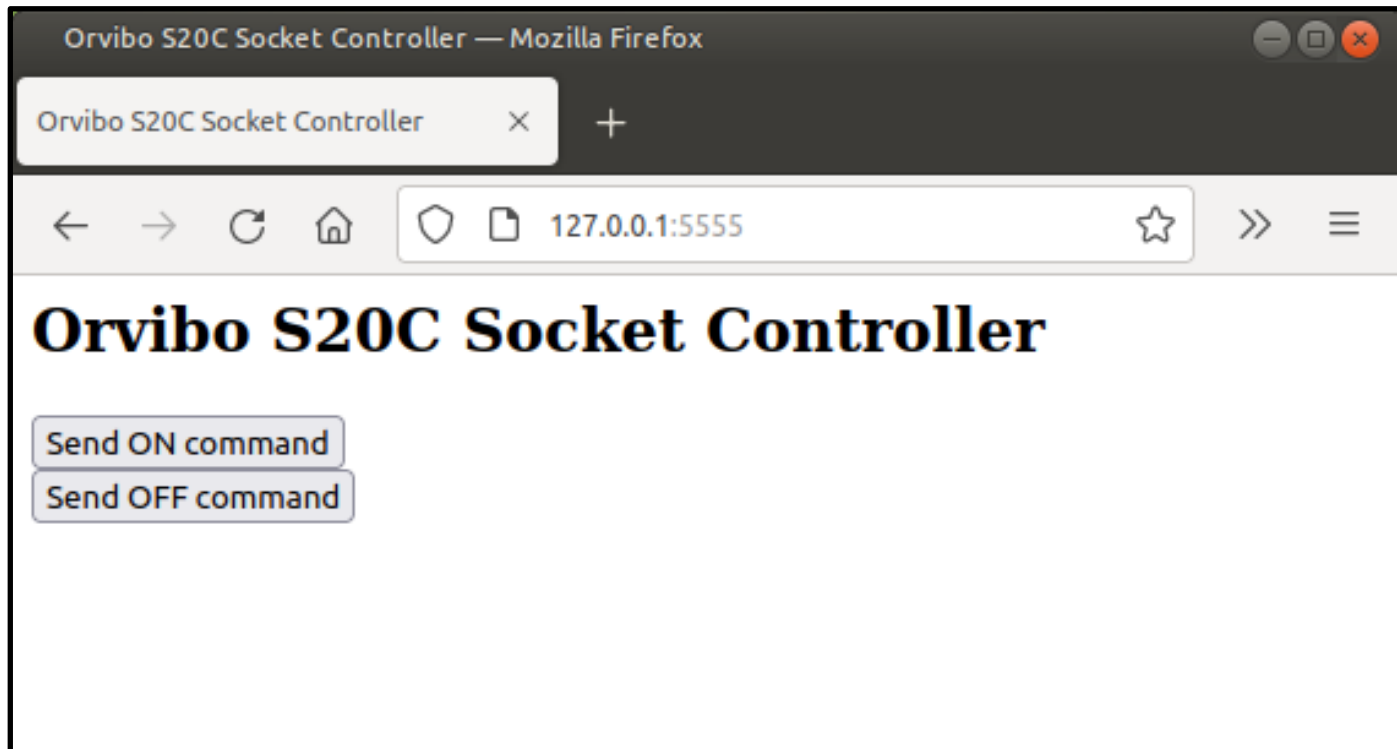 Orvibo S20C Socket Controller — Mozilla Firefox
Orvibo S20C Socket Controller
127.0.0.1:5555
Orvibo S20C Socket Controller
Send ON command
Send OFF command